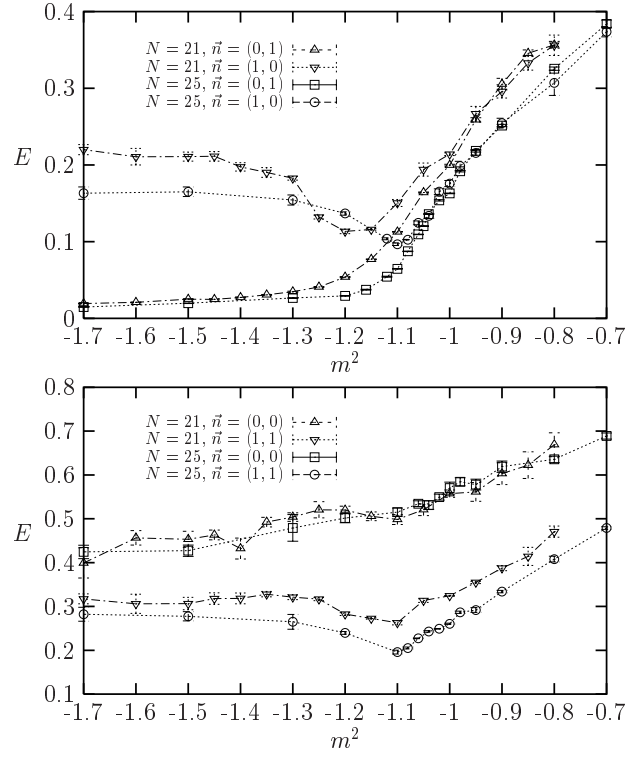 0.4
N = 21, n⃗ = (0, 1)
N = 21, n⃗ = (1, 0)
N = 25, n⃗ = (0, 1)
N = 25, n⃗ = (1, 0)
0.3
0.2
E
0.1
0
-1.7 -1.6 -1.5 -1.4 -1.3 -1.2 -1.1 -1 -0.9 -0.8 -0.7
m²
0.8
N = 21, n⃗ = (0, 0)
N = 21, n⃗ = (1, 1)
N = 25, n⃗ = (0, 0)
N = 25, n⃗ = (1, 1)
0.7
0.6
0.5
E
0.4
0.3
0.2
0.1
-1.7 -1.6 -1.5 -1.4 -1.3 -1.2 -1.1 -1 -0.9 -0.8 -0.7
m²